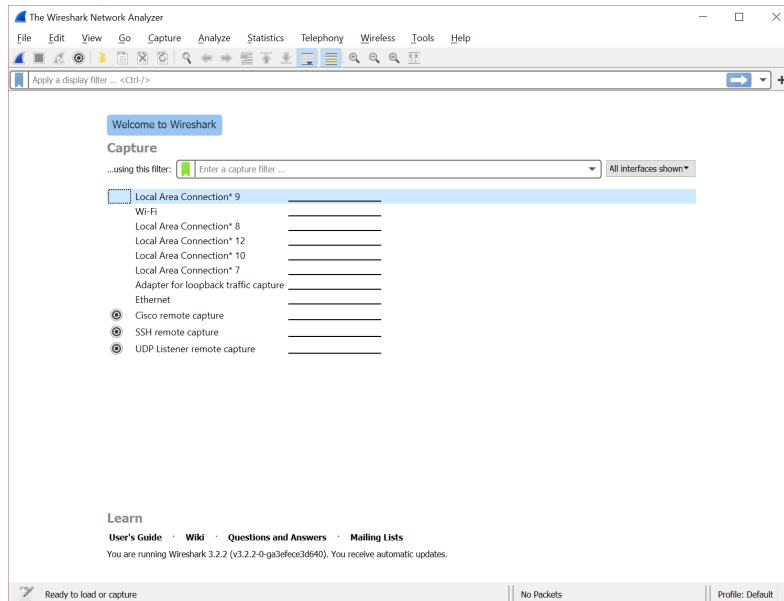 The Wireshark Network Analyzer
File Edit View Go Capture Analyze Statistics Telephony Wireless Tools Help
Apply a display filter ... <Ctrl-/>
Welcome to Wireshark
Capture
...using this filter: Enter a capture filter ... All interfaces shown
Local Area Connection* 9
Wi-Fi
Local Area Connection* 8
Local Area Connection* 12
Local Area Connection* 10
Local Area Connection* 7
Adapter for loopback traffic capture
Ethernet
Cisco remote capture
SSH remote capture
UDP Listener remote capture
Learn
User's Guide · Wiki · Questions and Answers · Mailing Lists
You are running Wireshark 3.2.2 (v3.2.2-0-ga3efece3d640). You receive automatic updates.
Ready to load or capture No Packets Profile: Default